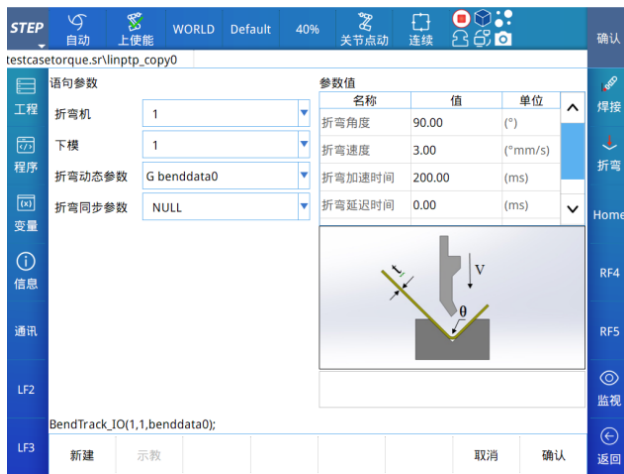 STEP
自动
上使能
WORLD
Default
40%
关节点动
连续
确认
testcasetorque.sr\linptp_copy0
工程
程序
变量
信息
通讯
LF2
LF3
语句参数
折弯机 1
下模 1
折弯动态参数 G benddata0
折弯同步参数 NULL
参数值
名称 值 单位
折弯角度 90.00 (°)
折弯速度 3.00 (°mm/s)
折弯加速时间 200.00 (ms)
折弯延迟时间 0.00 (ms)
t
V
θ
BendTrack_IO(1,1,benddata0);
新建 示教 取消 确认
焊接
折弯
Home
RF4
RF5
监视
返回